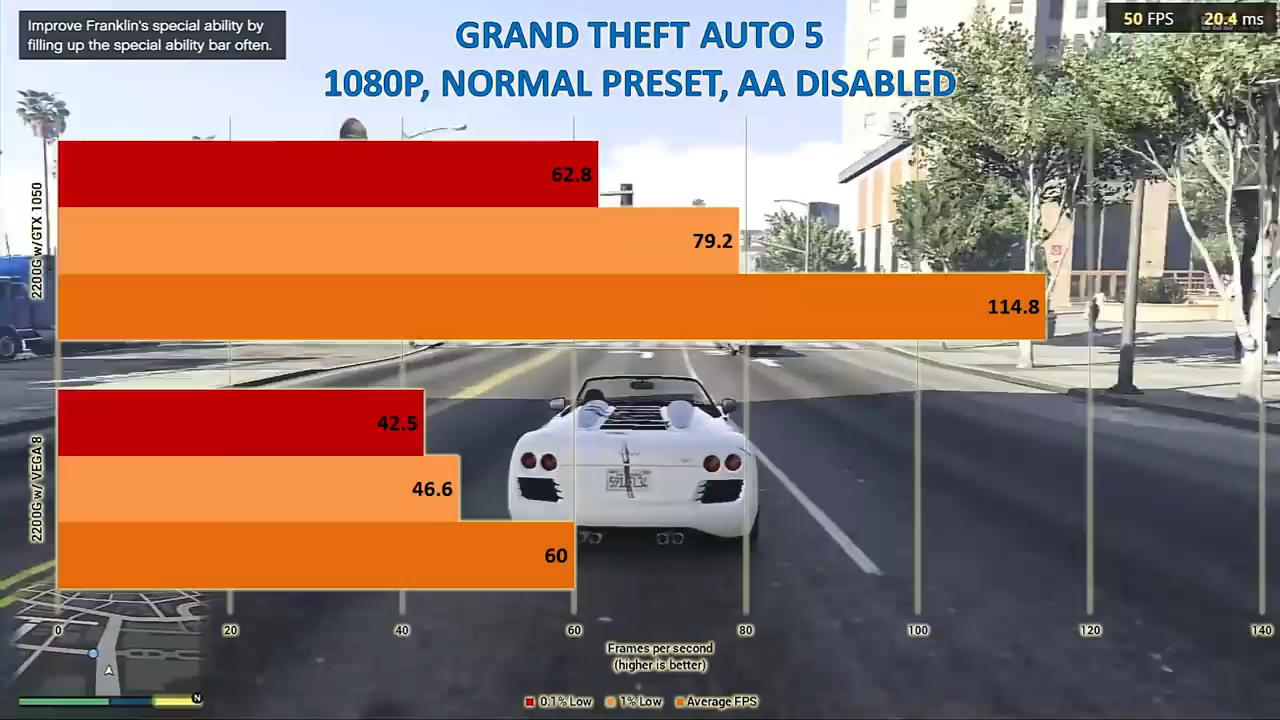 Improve Franklin's special ability by
filling up the special ability bar often.
GRAND THEFT AUTO 5
1080P, NORMAL PRESET, AA DISABLED
50 FPS 20.4 ms
2200G w/ GTX 1050
62.8
79.2
114.8
2200G w/ VEGA 8
42.5
46.6
60
0 20 40 60 80 100 120 140
Frames per second
(higher is better)
N
0.1% Low 1% Low Average FPS